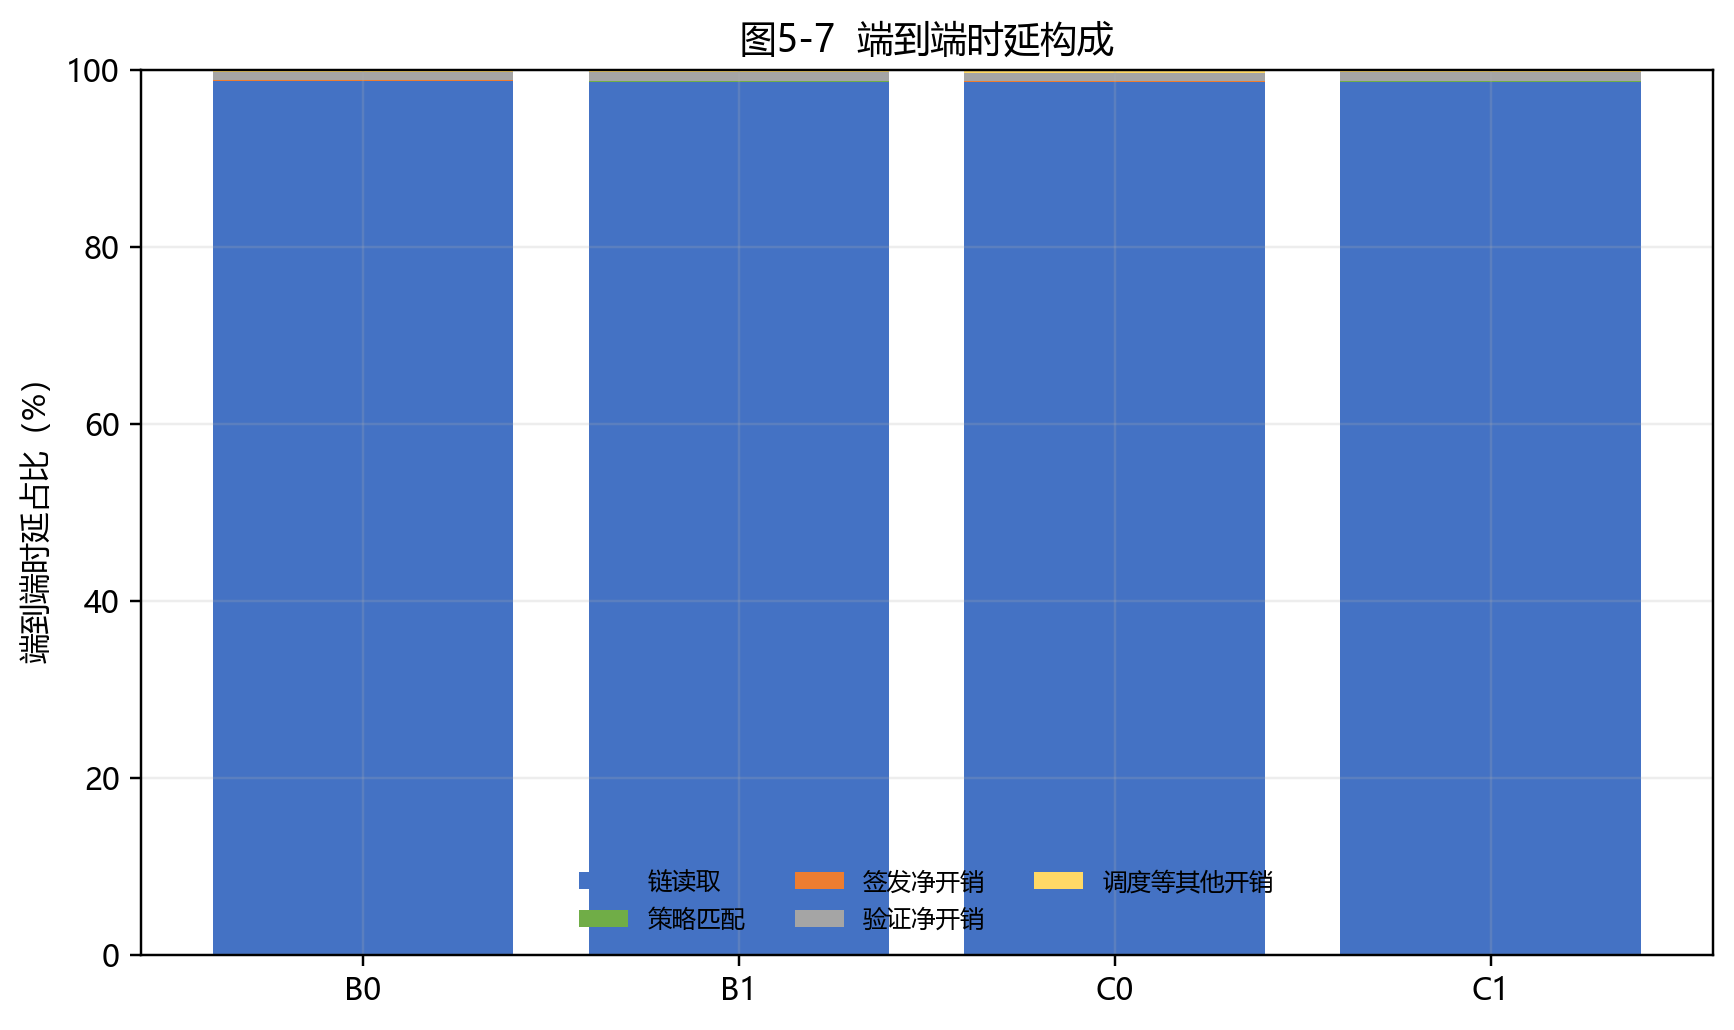 图5-7 端到端时延构成
端到端时延占比（%）
100
80
60
40
20
0
链读取
签发净开销
调度等其他开销
策略匹配
验证净开销
B0
B1
C0
C1